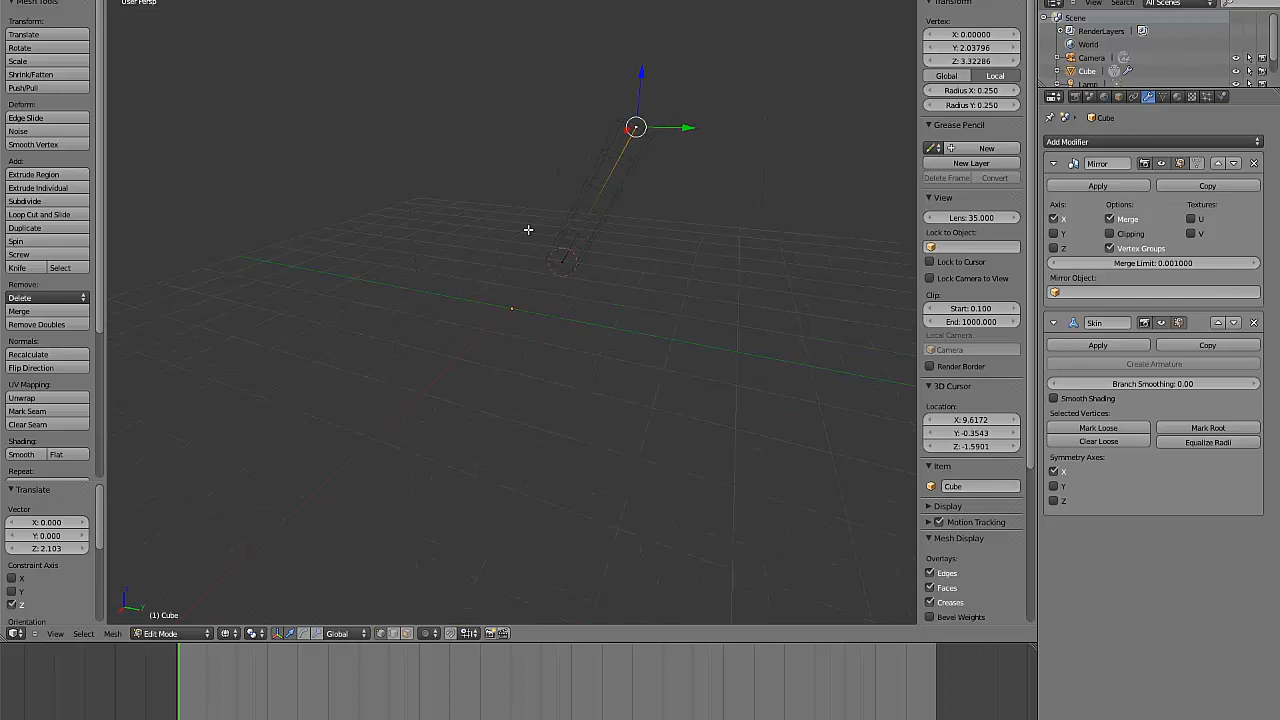 Mesh Tools
Transform:
Translate
Rotate
Scale
Shrink/Fatten
Push/Pull
Deform:
Edge Slide
Noise
Smooth Vertex
Add:
Extrude Region
Extrude Individual
Subdivide
Loop Cut and Slide
Duplicate
Spin
Screw
Knife Select
Remove:
Delete
Merge
Remove Doubles
Normals:
Recalculate
Flip Direction
UV Mapping:
Unwrap
Mark Seam
Clear Seam
Shading:
Smooth Flat
Repeat:
Translate
Vector
X: 0.000
Y: 0.000
Z: 2.103
Constraint Axis
X
Y
Z
Orientation
User Persp
(1) Cube
View Select Mesh Edit Mode Global
Transform
Vertex:
X: 0.00000
Y: 2.03796
Z: 3.32286
Global Local
Radius X: 0.250
Radius Y: 0.250
Grease Pencil
New
New Layer
Delete Frame Convert
View
Lens: 35.000
Lock to Object:
Lock to Cursor
Lock Camera to View
Clip:
Start: 0.100
End: 1000.000
Local Camera:
Camera
Render Border
3D Cursor
Location:
X: 9.6172
Y: -0.3543
Z: -1.5901
Item
Cube
Display
Motion Tracking
Mesh Display
Overlays:
Edges
Faces
Creases
Bevel Weights
View Search All Scenes
Scene
RenderLayers
World
Camera
Cube
Lamp
Cube
Add Modifier
Mirror
Apply Copy
Axis: Options: Textures:
X Merge U
Y Clipping V
Z Vertex Groups
Merge Limit: 0.001000
Mirror Object:
Skin
Apply Copy
Create Armature
Branch Smoothing: 0.00
Smooth Shading
Selected Vertices:
Mark Loose Mark Root
Clear Loose Equalize Radii
Symmetry Axes:
X
Y
Z